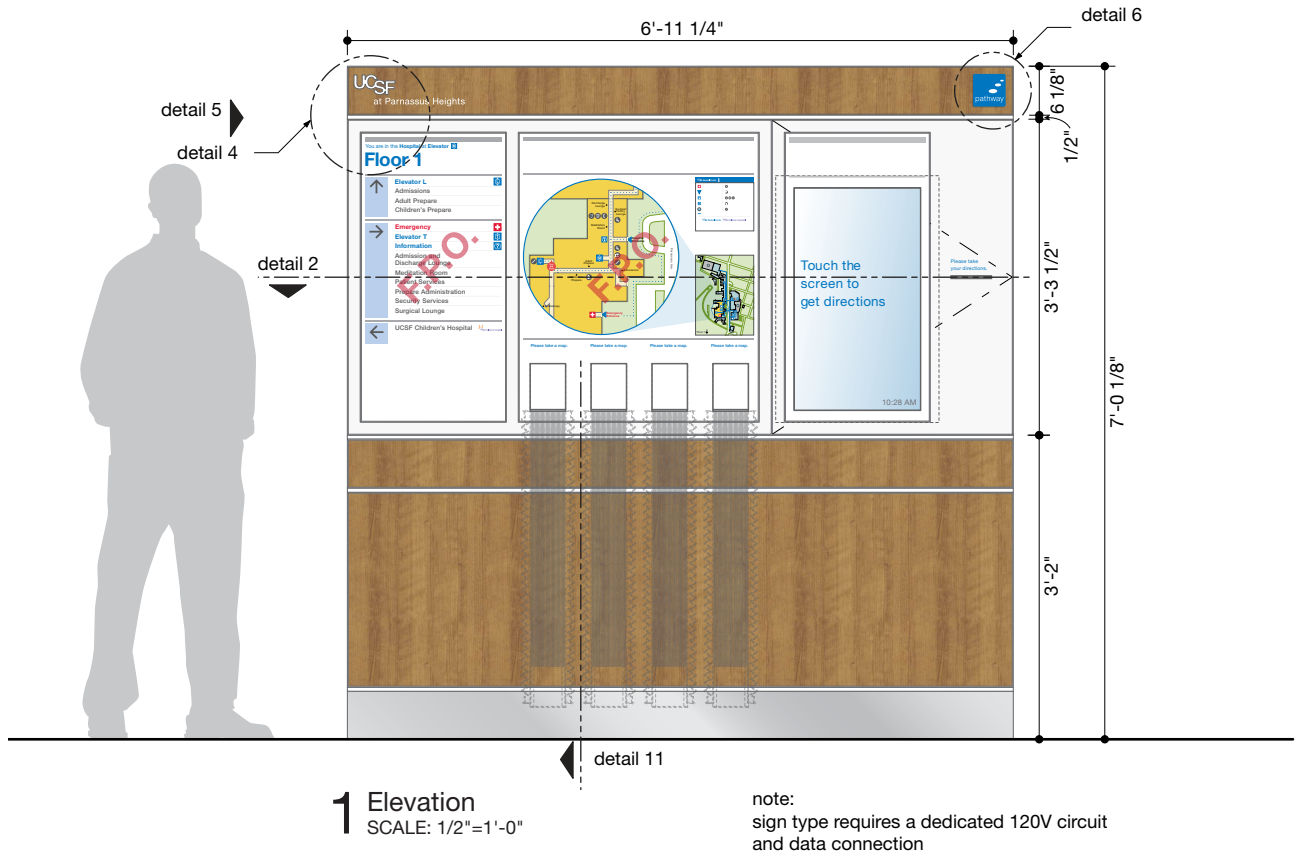 detail 6
6'-11 1/4"
UCSF
at Parnassus Heights
pathway
6 1/8"
1/2"
detail 5
detail 4
You are in the Hospital at Elevator
Floor 1
Elevator L
Admissions
Adult Prepare
Children's Prepare
Emergency
Elevator T
Information
Admission and
Discharge Lounge
Meditation Room
Patient Services
Prepare Administration
Security Services
Surgical Lounge
UCSF Children's Hospital
F.P.O.
F.P.O.
detail 2
Please take a map.
Please take a map.
Please take a map.
Please take a map.
Touch the
screen to
get directions
10:28 AM
Please take
your directions.
3'-3 1/2"
7'-0 1/8"
3'-2"
detail 11
1 Elevation
SCALE: 1/2"=1'-0"
note:
sign type requires a dedicated 120V circuit
and data connection